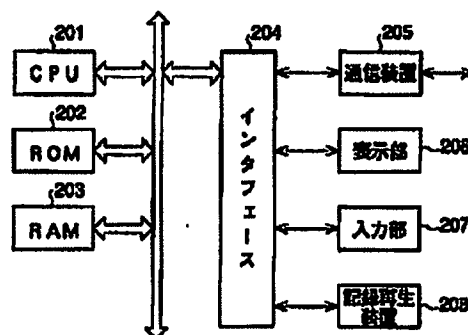 201
CPU
202
ROM
203
RAM
204
インタフェース
205
通信装置
206
表示部
207
入力部
208
記録再生
装置